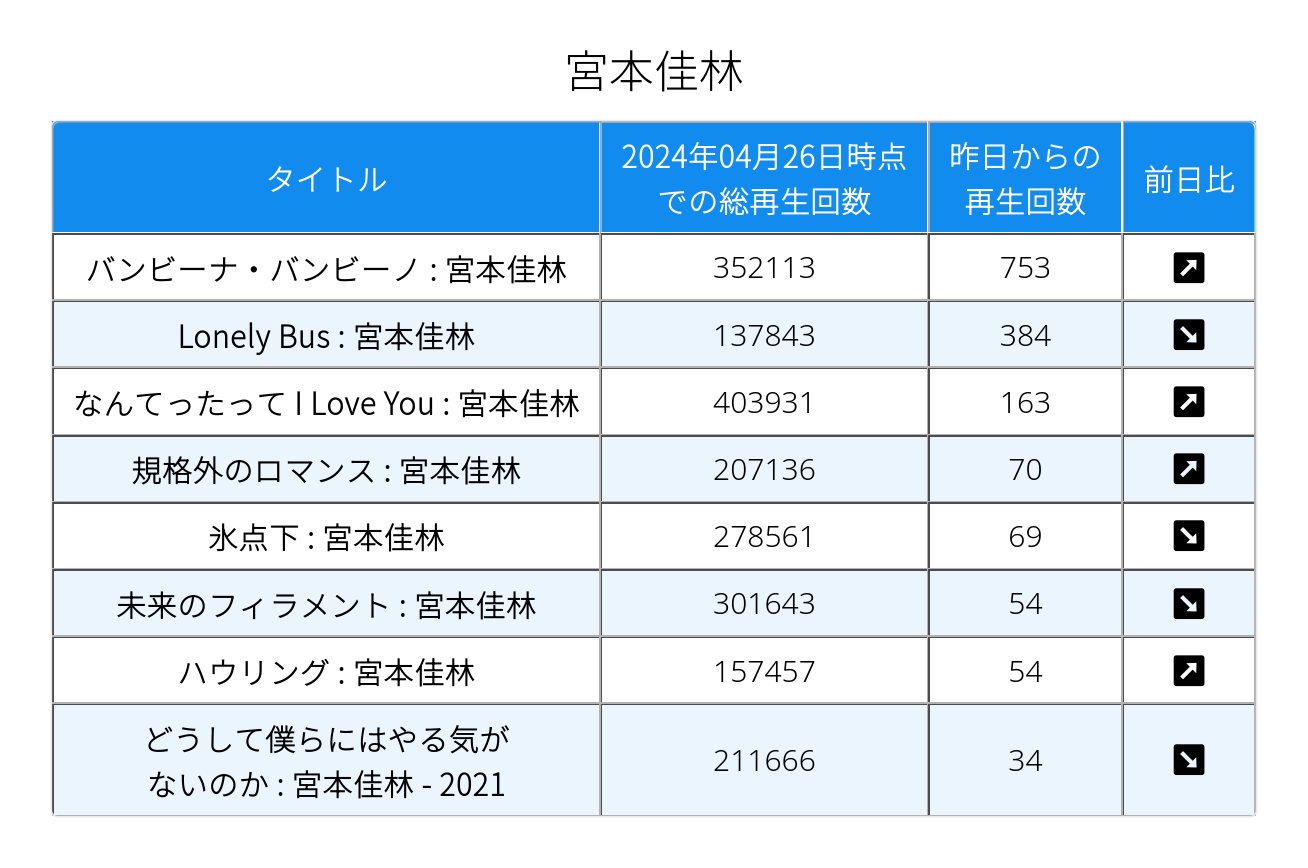 宮本佳林
タイトル
2024年04月26日時点
での総再生回数
昨日からの
再生回数
前日比
バンビーナ・バンビーノ : 宮本佳林
352113
753
Lonely Bus : 宮本佳林
137843
384
なんてったって I Love You : 宮本佳林
403931
163
規格外のロマンス : 宮本佳林
207136
70
氷点下 : 宮本佳林
278561
69
未来のフィラメント : 宮本佳林
301643
54
ハウリング : 宮本佳林
157457
54
どうして僕らにはやる気が
ないのか : 宮本佳林 - 2021
211666
34